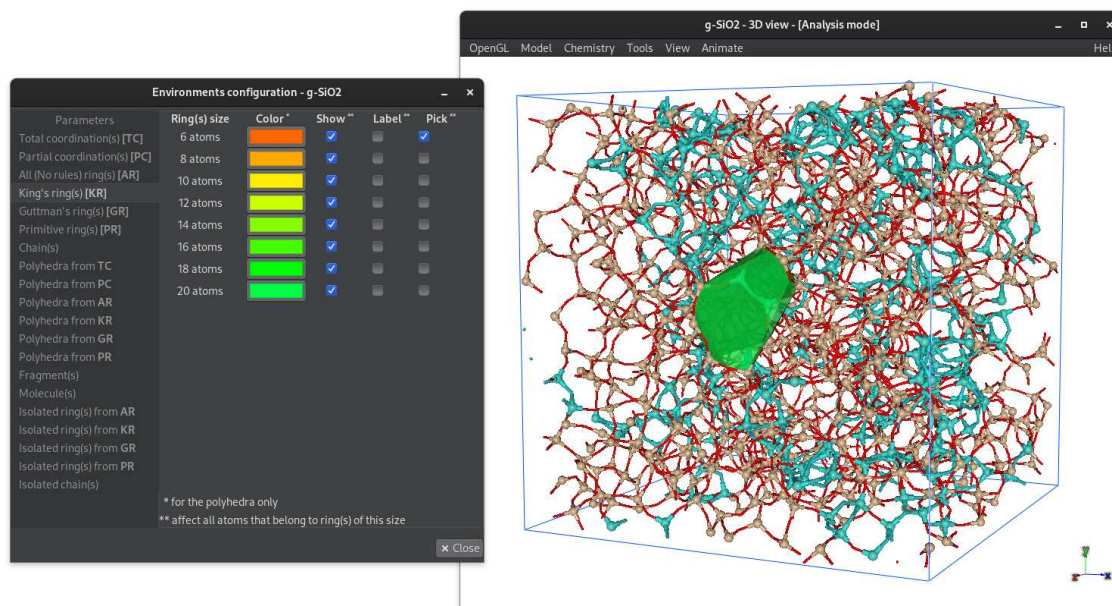 g-SiO2 - 3D view - [Analysis mode]
OpenGL Model Chemistry Tools View Animate Hel
Environments configuration - g-SiO2
Parameters
Total coordination(s) [TC]
Partial coordination(s) [PC]
All (No rules) ring(s) [AR]
King's ring(s) [KR]
Guttman's ring(s) [GR]
Primitive ring(s) [PR]
Chain(s)
Polyhedra from TC
Polyhedra from PC
Polyhedra from AR
Polyhedra from KR
Polyhedra from GR
Polyhedra from PR
Fragment(s)
Molecule(s)
Isolated ring(s) from AR
Isolated ring(s) from KR
Isolated ring(s) from GR
Isolated ring(s) from PR
Isolated chain(s)
Ring(s) size Color * Show ** Label ** Pick **
6 atoms
8 atoms
10 atoms
12 atoms
14 atoms
16 atoms
18 atoms
20 atoms
* for the polyhedra only
** affect all atoms that belong to ring(s) of this size
× Close
y
z x